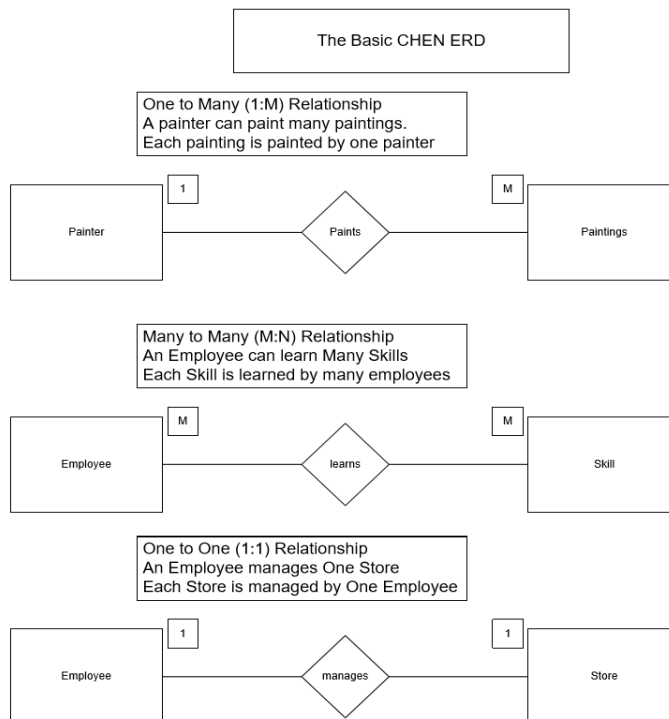 The Basic CHEN ERD
One to Many (1:M) Relationship
A painter can paint many paintings.
Each painting is painted by one painter
1
M
Painter
Paints
Paintings
Many to Many (M:N) Relationship
An Employee can learn Many Skills
Each Skill is learned by many employees
M
M
Employee
learns
Skill
One to One (1:1) Relationship
An Employee manages One Store
Each Store is managed by One Employee
1
1
Employee
manages
Store